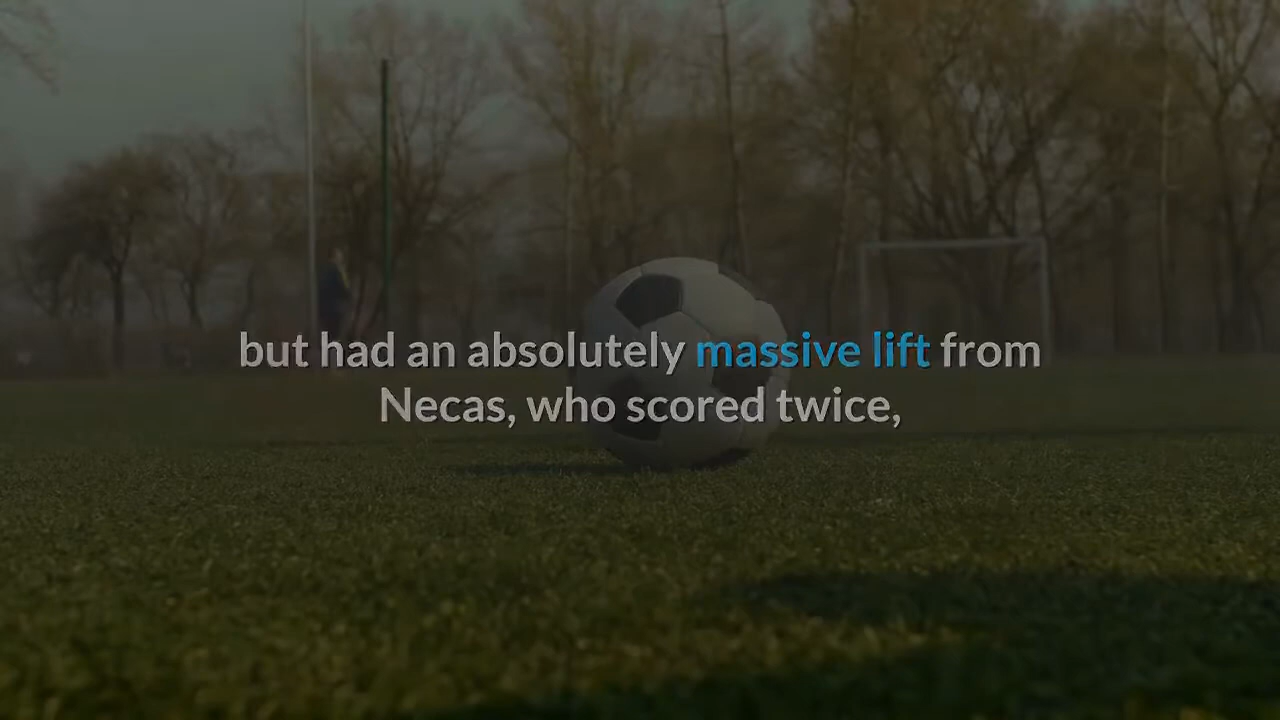 but had an absolutely massive lift from
Necas, who scored twice,